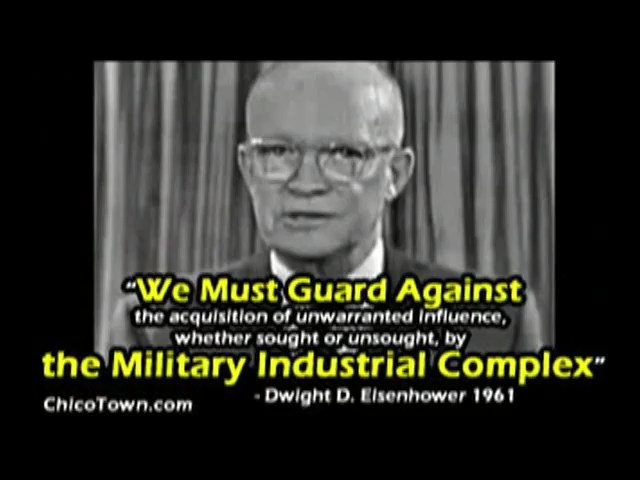 "We Must Guard Against
the acquisition of unwarranted influence,
whether sought or unsought, by
the Military Industrial Complex"
- Dwight D. Eisenhower 1961
ChicoTown.com